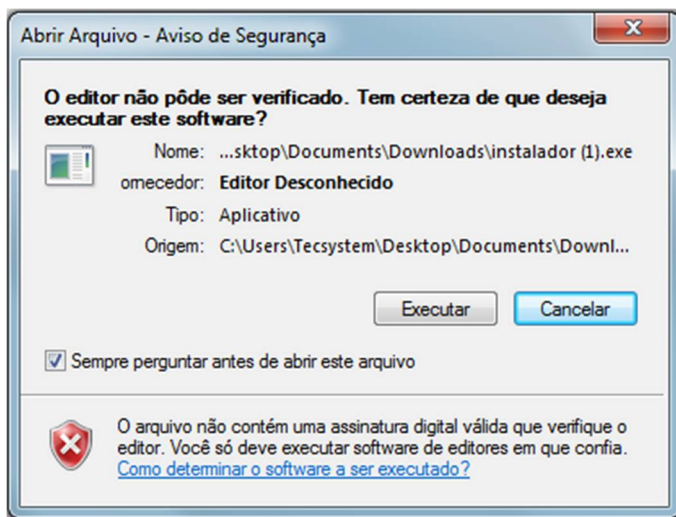 Abrir Arquivo - Aviso de Segurança
O editor não pôde ser verificado. Tem certeza de que deseja
executar este software?
Nome: ...sktop\Documents\Downloads\instalador (1).exe
ornecedor: Editor Desconhecido
Tipo: Aplicativo
Origem: C:\Users\Tecsystem\Desktop\Documents\Downl...
Executar Cancelar
Sempre perguntar antes de abrir este arquivo
O arquivo não contém uma assinatura digital válida que verifique o
editor. Você só deve executar software de editores em que confia.
Como determinar o software a ser executado?